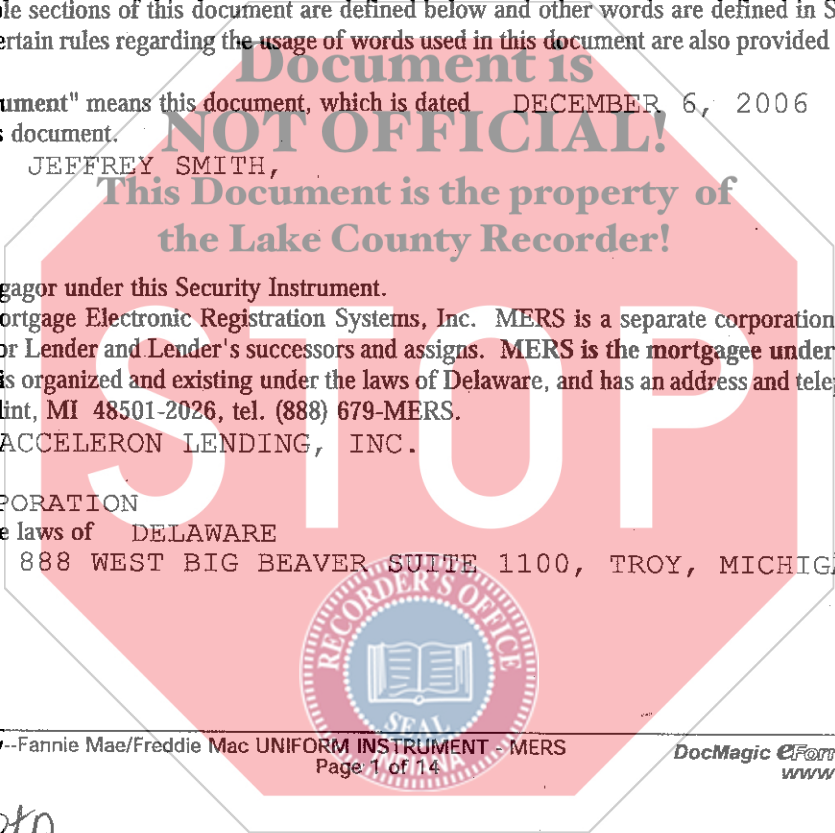 le sections of this document are defined below and other words are defined in S
ertain rules regarding the usage of words used in this document are also provided
Document is
ument" means this document, which is dated DECEMBER 6, 2006
s document.
NOT OFFICIAL!
JEFFREY SMITH,
This Document is the property of
the Lake County Recorder!
gagor under this Security Instrument.
ortgage Electronic Registration Systems, Inc. MERS is a separate corporation
or Lender and Lender's successors and assigns. MERS is the mortgagee under
is organized and existing under the laws of Delaware, and has an address and tele
lint, MI 48501-2026, tel. (888) 679-MERS.
STOP
ACCELERON LENDING, INC.
PORATION
e laws of DELAWARE
888 WEST BIG BEAVER SUITE 1100, TROY, MICHIGA
RECORDER'S OFFICE
SEAL
INDIANA
--Fannie Mae/Freddie Mac UNIFORM INSTRUMENT - MERS
Page 1 of 14
DocMagic eForm
www